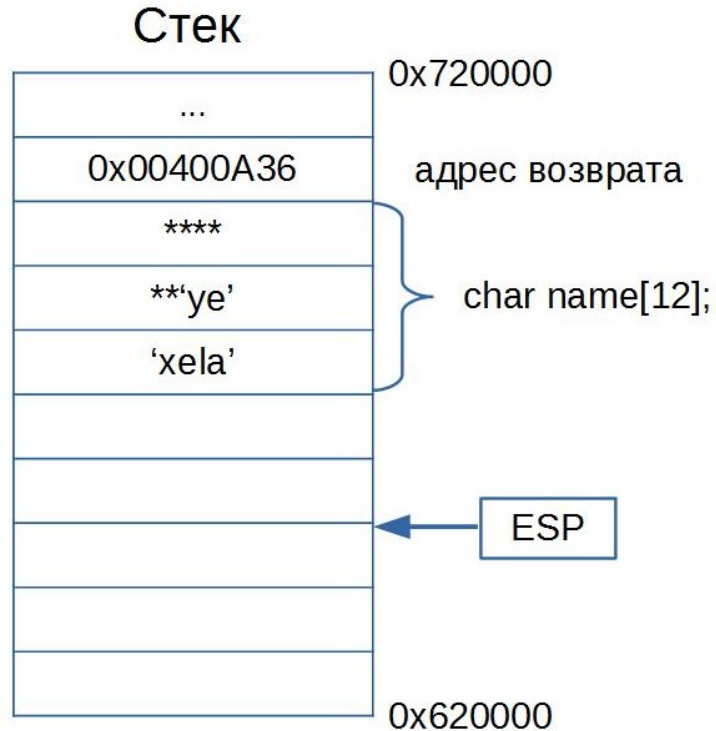 Стек
0x720000
...
0x00400A36 адрес возврата
****
**‘ye’ char name[12];
‘xela’
ESP
0x620000